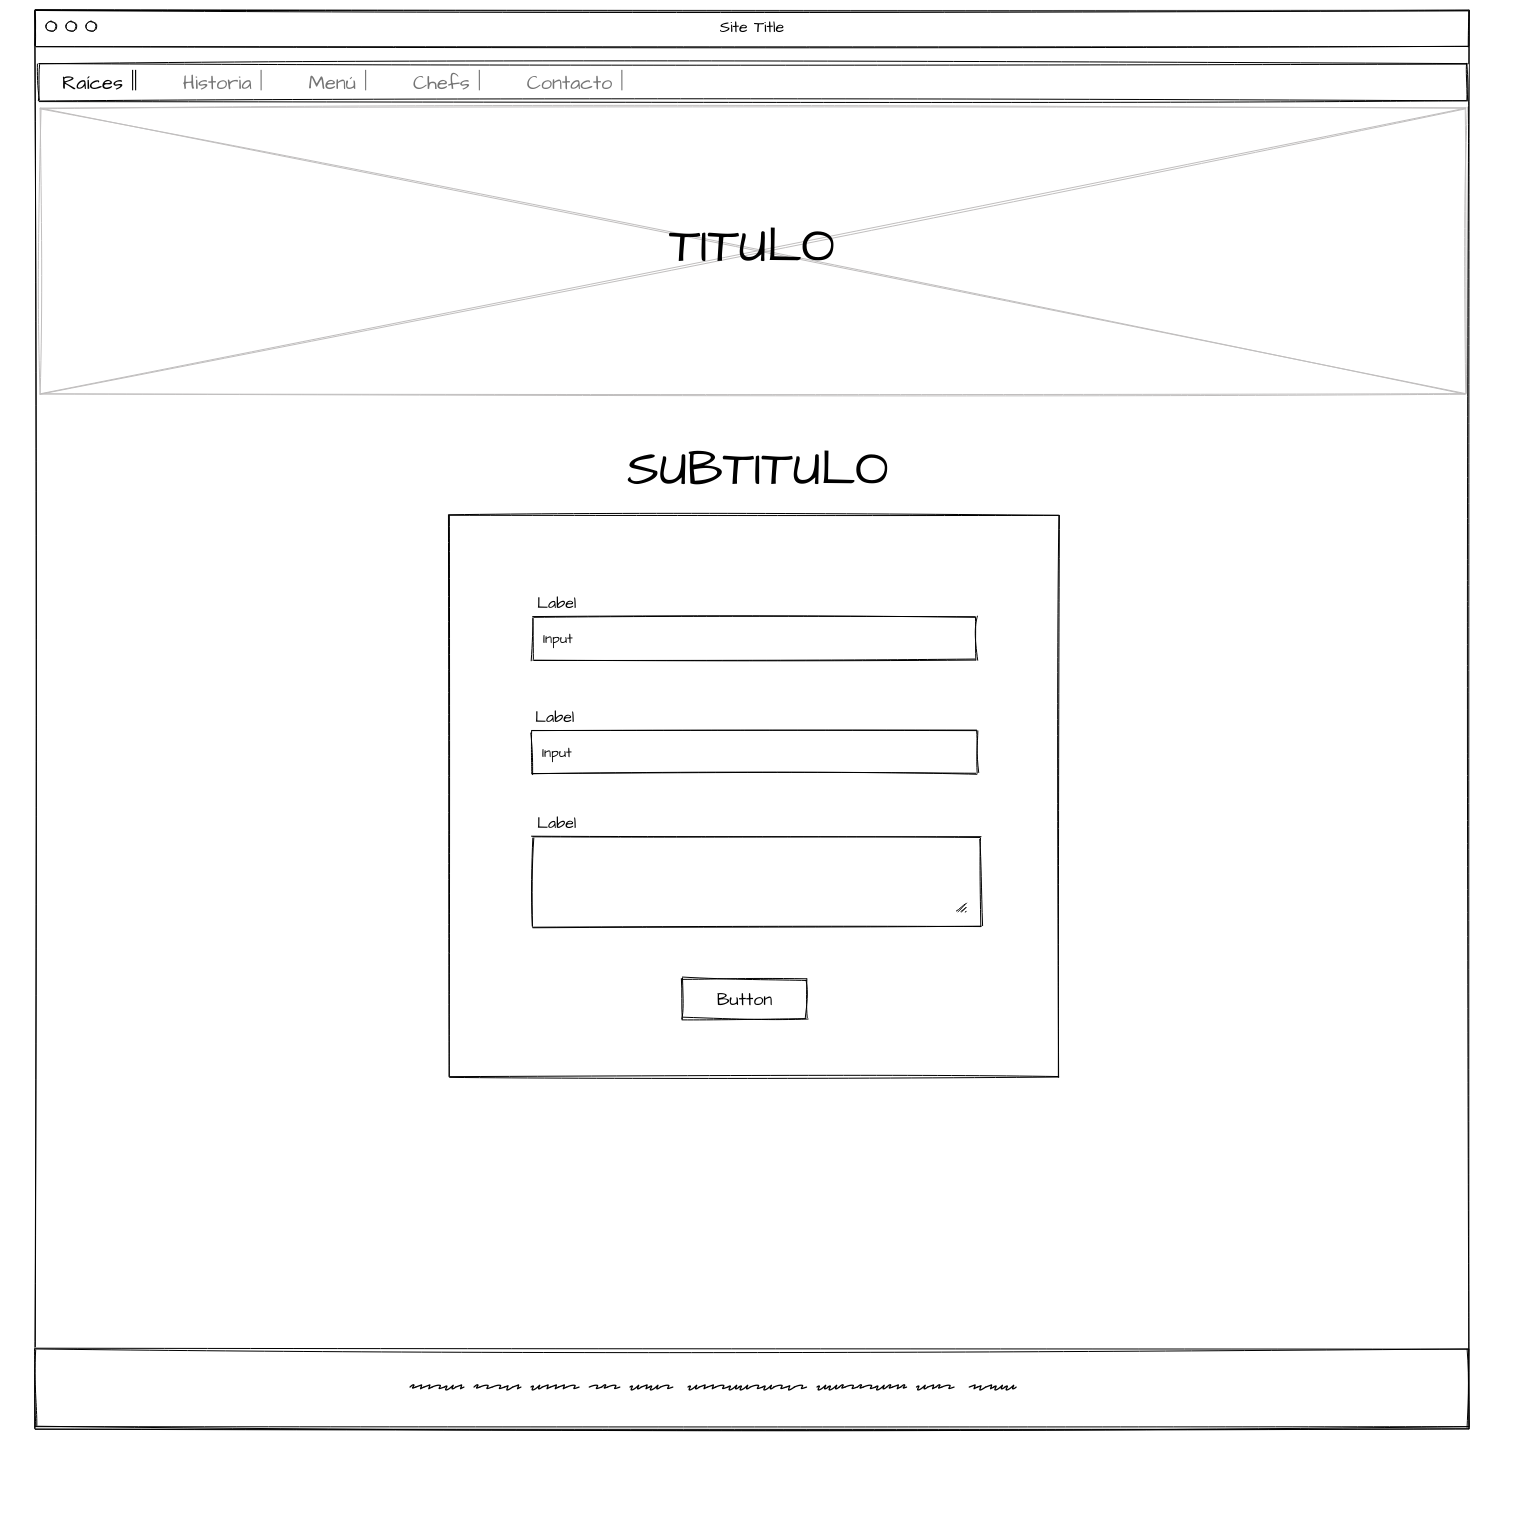 Site Title
Raíces Historia Menú Chefs Contacto
TITULO
SUBTITULO
Label
Input
Label
Input
Label
Button